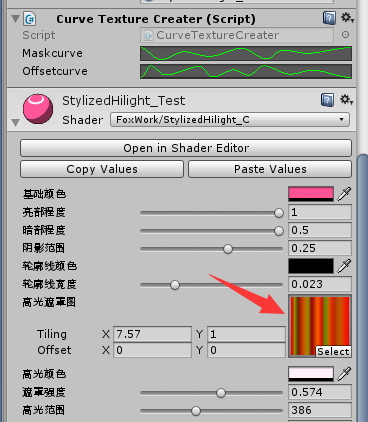 Curve Texture Creater (Script)
Script CurveTextureCreater
Maskcurve
Offsetcurve
StylizedHilight_Test
Shader FoxWork/StylizedHilight_C
Open in Shader Editor
Copy Values Paste Values
基础颜色
亮部程度 1
暗部程度 0.5
阴影范围 0.25
轮廓线颜色
轮廓线宽度 0.023
高光遮罩图
Tiling X 7.57 Y 1
Offset X 0 Y 0
Select
高光颜色
遮罩强度 0.574
高光范围 386